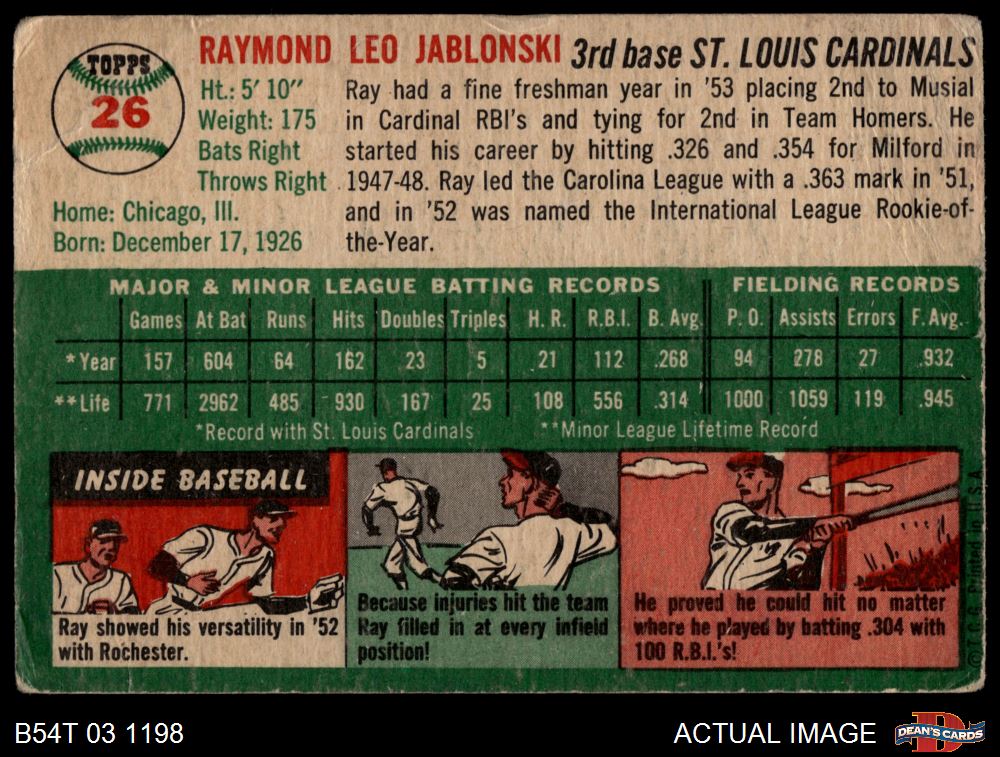 TOPPS
26
RAYMOND LEO JABLONSKI 3rd base ST. LOUIS CARDINALS
Ht.: 5' 10"
Weight: 175
Bats Right
Throws Right
Home: Chicago, Ill.
Born: December 17, 1926
Ray had a fine freshman year in '53 placing 2nd to Musial
in Cardinal RBI's and tying for 2nd in Team Homers. He
started his career by hitting .326 and .354 for Milford in
1947-48. Ray led the Carolina League with a .363 mark in '51,
and in '52 was named the International League Rookie-of-
the-Year.
MAJOR & MINOR LEAGUE BATTING RECORDS FIELDING RECORDS
Games At Bat Runs Hits Doubles Triples H. R. R.B.I. B. Avg. P. O. Assists Errors F. Avg.
*Year 157 604 64 162 23 5 21 112 .268 94 278 27 .932
**Life 771 2962 485 930 167 25 108 556 .314 1000 1059 119 .945
*Record with St. Louis Cardinals **Minor League Lifetime Record
INSIDE BASEBALL
Ray showed his versatility in '52
with Rochester.
Because injuries hit the team
Ray filled in at every infield
position!
He proved he could hit no matter
where he played by batting .304 with
100 R.B.I.'s!
©T.C.G. Printed in U.S.A.
B54T 03 1198
ACTUAL IMAGE
DEAN'S CARDS